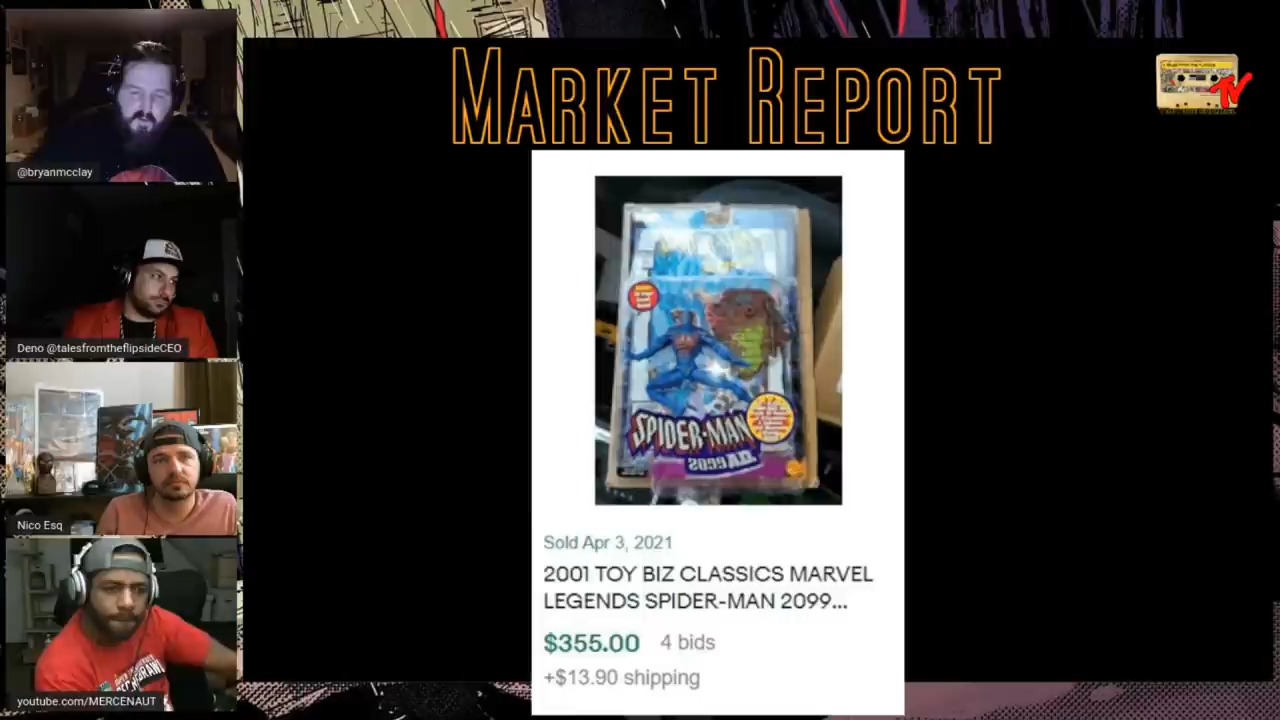 MARKET REPORT
TV
@bryanmcclay
Deno @talesfromtheflipsideCEO
Nico Esq
youtube.com/MERCENAUT
SPIDER-MAN
2099 A.D.
Sold Apr 3, 2021
2001 TOY BIZ CLASSICS MARVEL
LEGENDS SPIDER-MAN 2099...
$355.00 4 bids
+$13.90 shipping